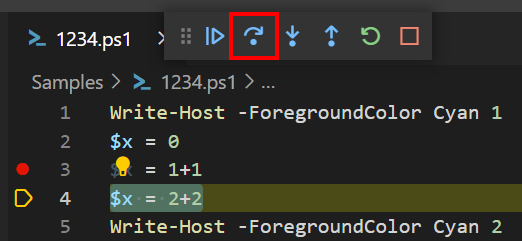 1234.ps1
Samples > 1234.ps1 > ...
1 Write-Host -ForegroundColor Cyan 1
2 $x = 0
3 $x = 1+1
4 $x = 2+2
5 Write-Host -ForegroundColor Cyan 2